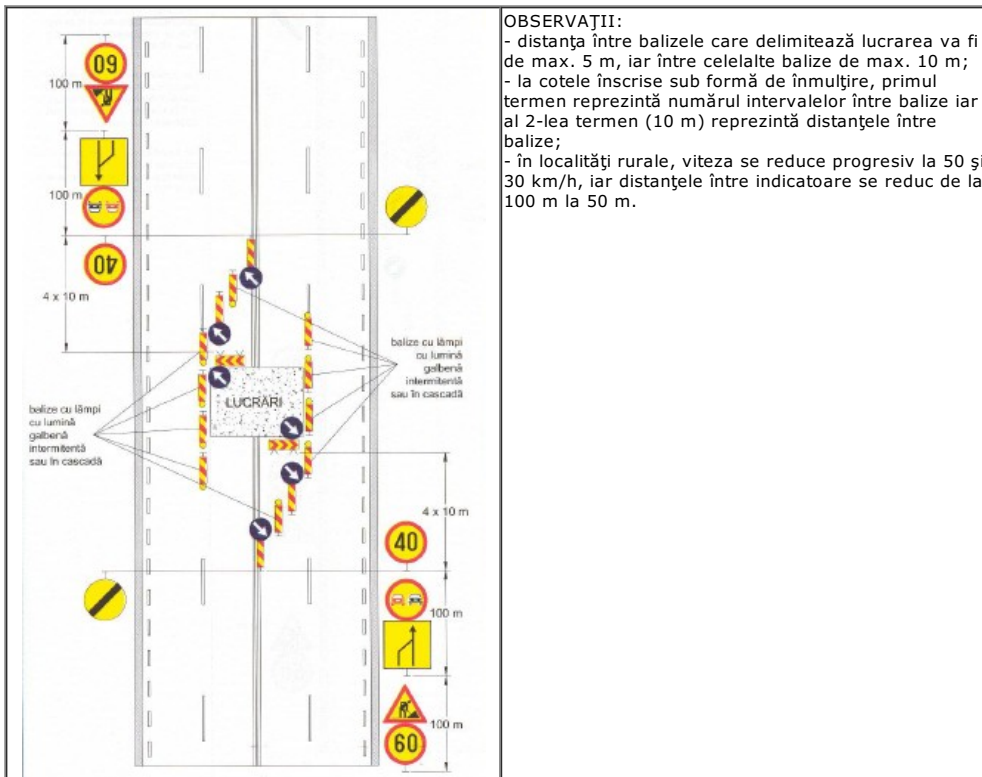 60
100 m
100 m
40
4 x 10 m
balize cu lămpi
cu lumină
galbenă
intermitentă
sau în cascadă
LUCRĂRI
balize cu lămpi
cu lumină
galbenă
intermitentă
sau în cascadă
4 x 10 m
40
100 m
100 m
60
OBSERVAŢII:
- distanţa între balizele care delimitează lucrarea va fi
de max. 5 m, iar între celelalte balize de max. 10 m;
- la cotele înscrise sub formă de înmulţire, primul
termen reprezintă numărul intervalelor între balize iar
al 2-lea termen (10 m) reprezintă distanţele între
balize;
- în localităţi rurale, viteza se reduce progresiv la 50 şi
30 km/h, iar distanţele între indicatoare se reduc de la
100 m la 50 m.